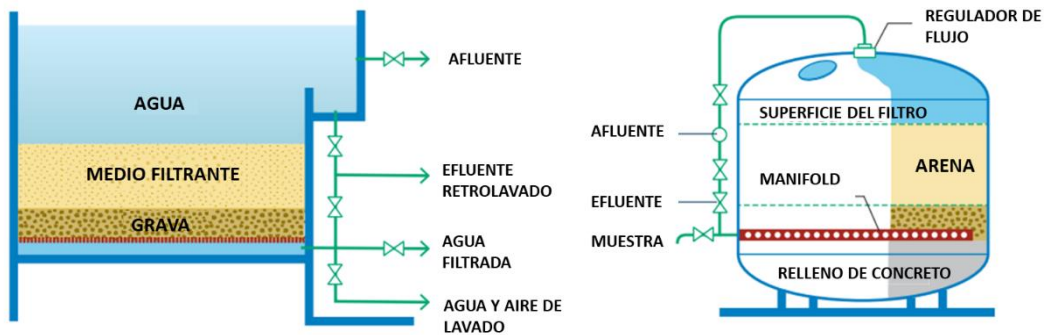 AGUA
MEDIO FILTRANTE
GRAVA
AFLUENTE
EFLUENTE
RETROLAVADO
AGUA
FILTRADA
AGUA Y AIRE DE
LAVADO
REGULADOR DE
FLUJO
SUPERFICIE DEL FILTRO
AFLUENTE
ARENA
MANIFOLD
EFLUENTE
MUESTRA
RELLENO DE CONCRETO